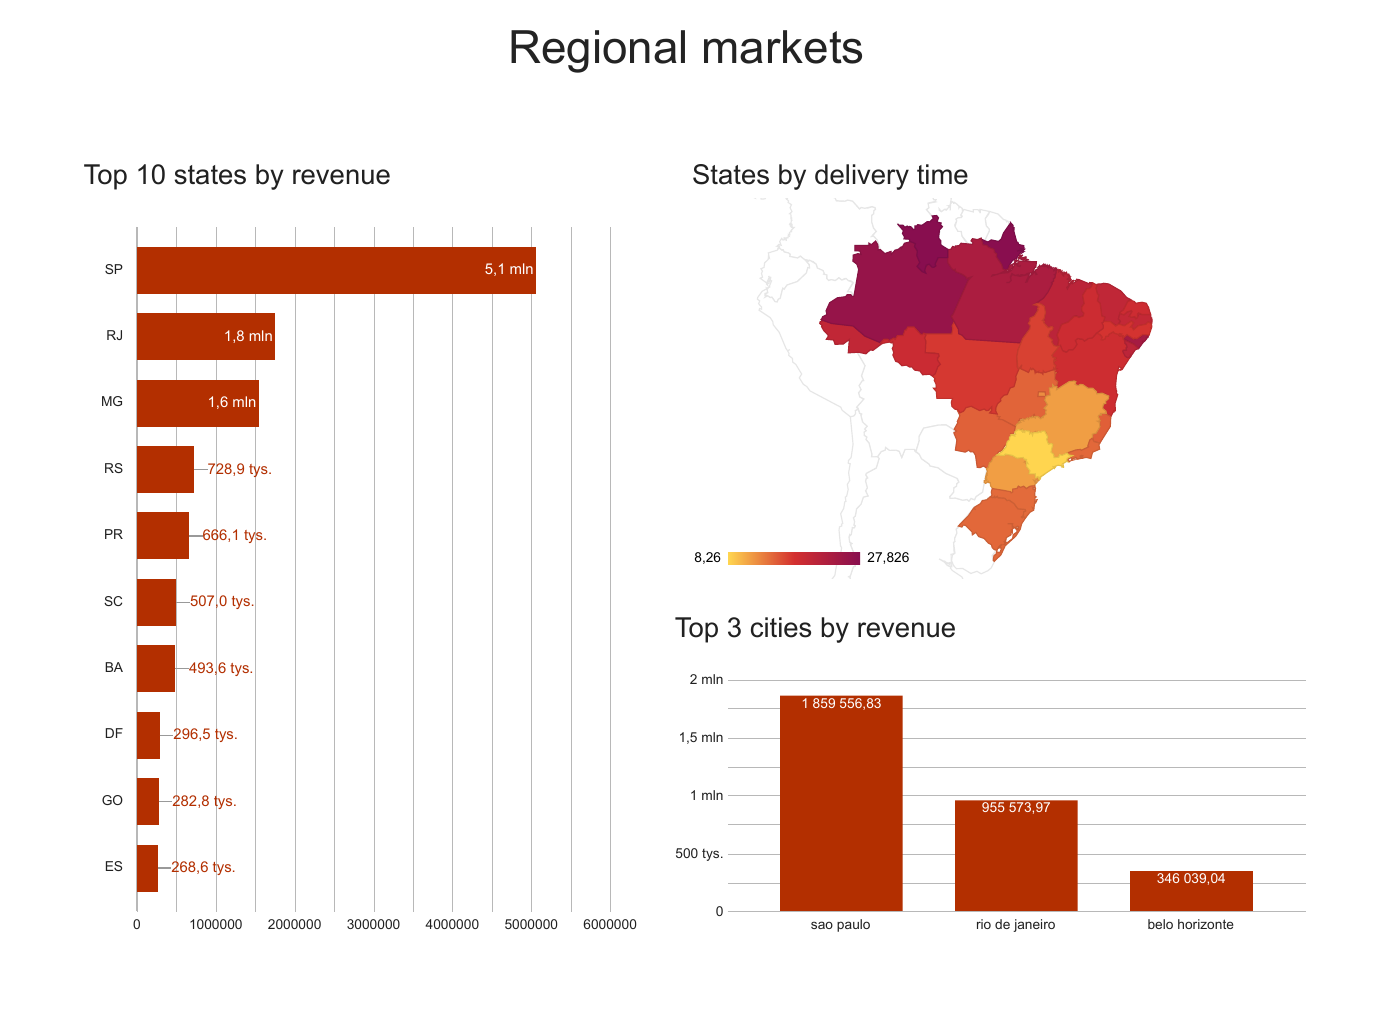 Regional markets
Top 10 states by revenue
SP
5,1 mln
RJ
1,8 mln
MG
1,6 mln
RS
728,9 tys.
PR
666,1 tys.
SC
507,0 tys.
BA
493,6 tys.
DF
296,5 tys.
GO
282,8 tys.
ES
268,6 tys.
0 1000000 2000000 3000000 4000000 5000000 6000000
States by delivery time
8,26 27,826
Top 3 cities by revenue
2 mln
1,5 mln
1 mln
500 tys.
0
1 859 556,83
955 573,97
346 039,04
sao paulo rio de janeiro belo horizonte